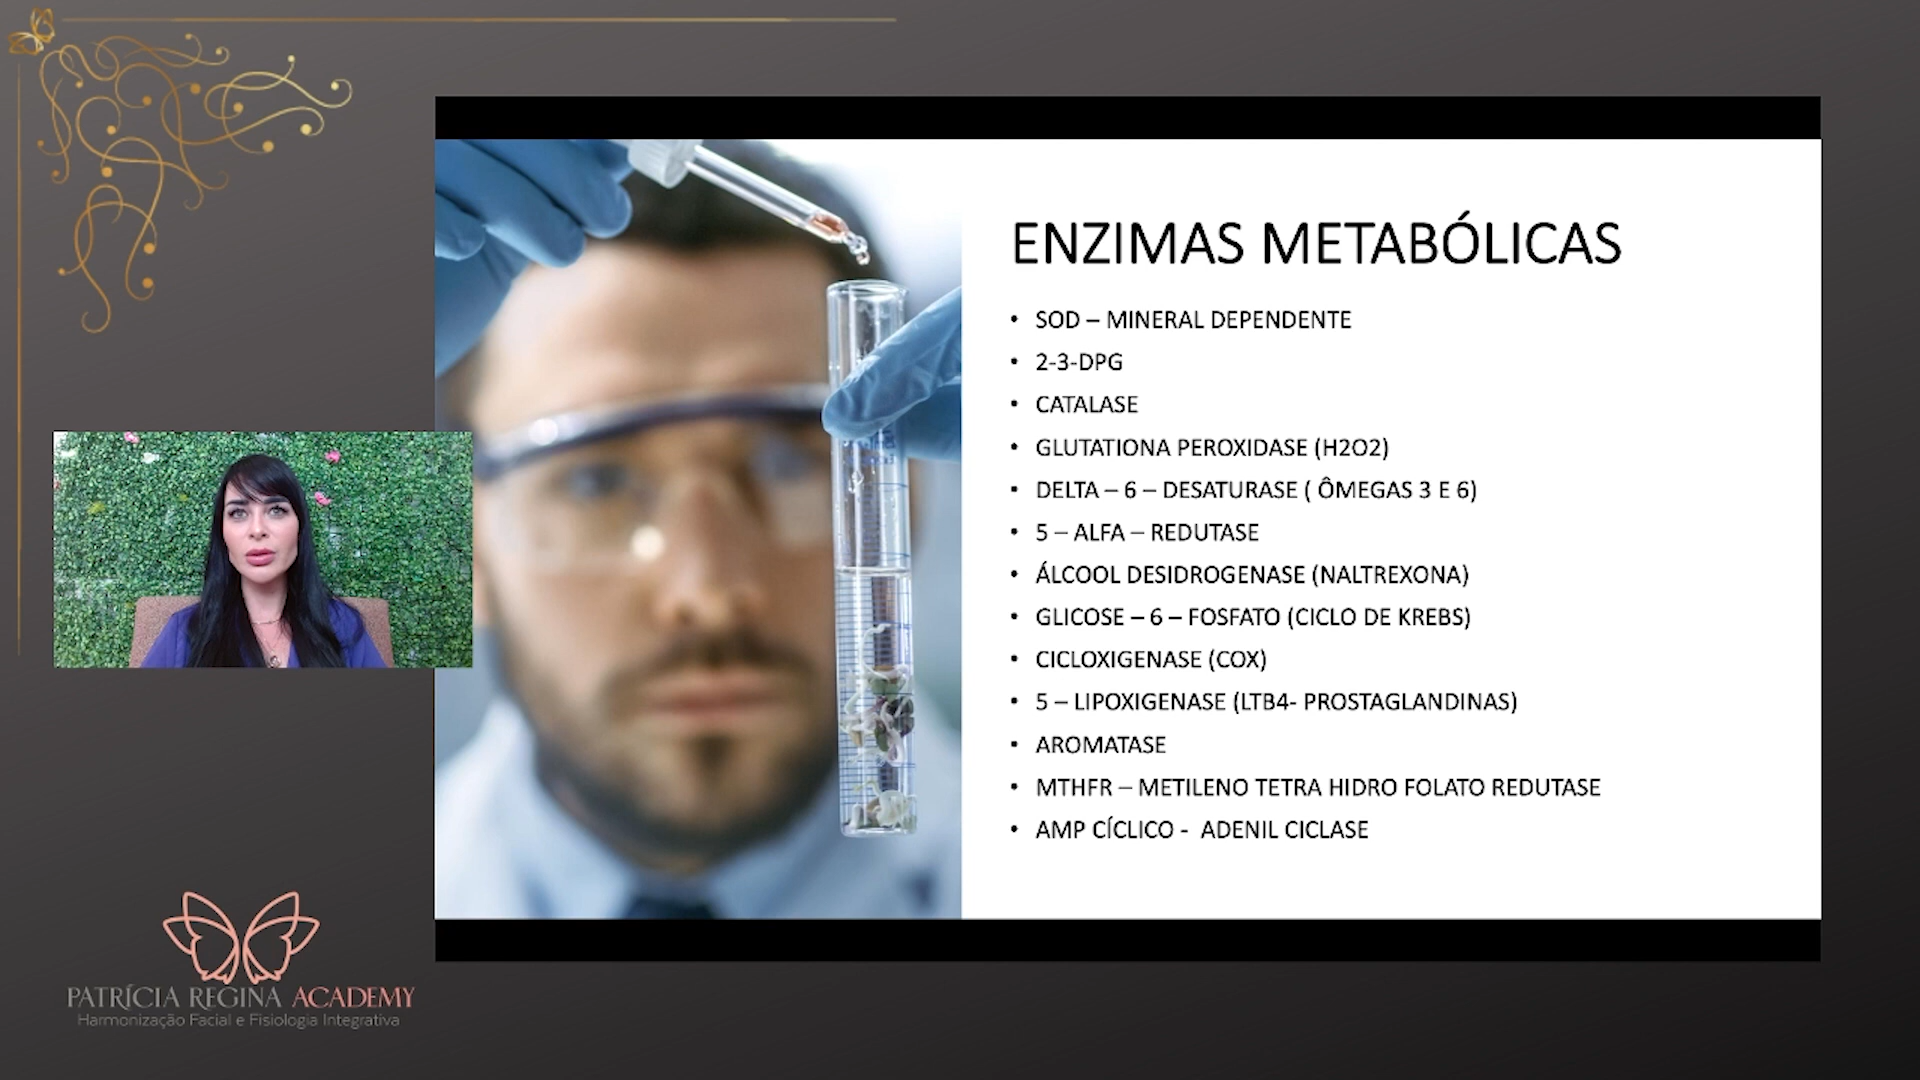 ENZIMAS METABÓLICAS
• SOD – MINERAL DEPENDENTE
• 2-3-DPG
• CATALASE
• GLUTATIONA PEROXIDASE (H2O2)
• DELTA – 6 – DESATURASE ( ÔMEGAS 3 E 6)
• 5 – ALFA – REDUTASE
• ÁLCOOL DESIDROGENASE (NALTREXONA)
• GLICOSE – 6 – FOSFATO (CICLO DE KREBS)
• CICLOXIGENASE (COX)
• 5 – LIPOXIGENASE (LTB4- PROSTAGLANDINAS)
• AROMATASE
• MTHFR – METILENO TETRA HIDRO FOLATO REDUTASE
• AMP CÍCLICO - ADENIL CICLASE
PATRÍCIA REGINA ACADEMY
Harmonização Facial e Fisiologia Integrativa